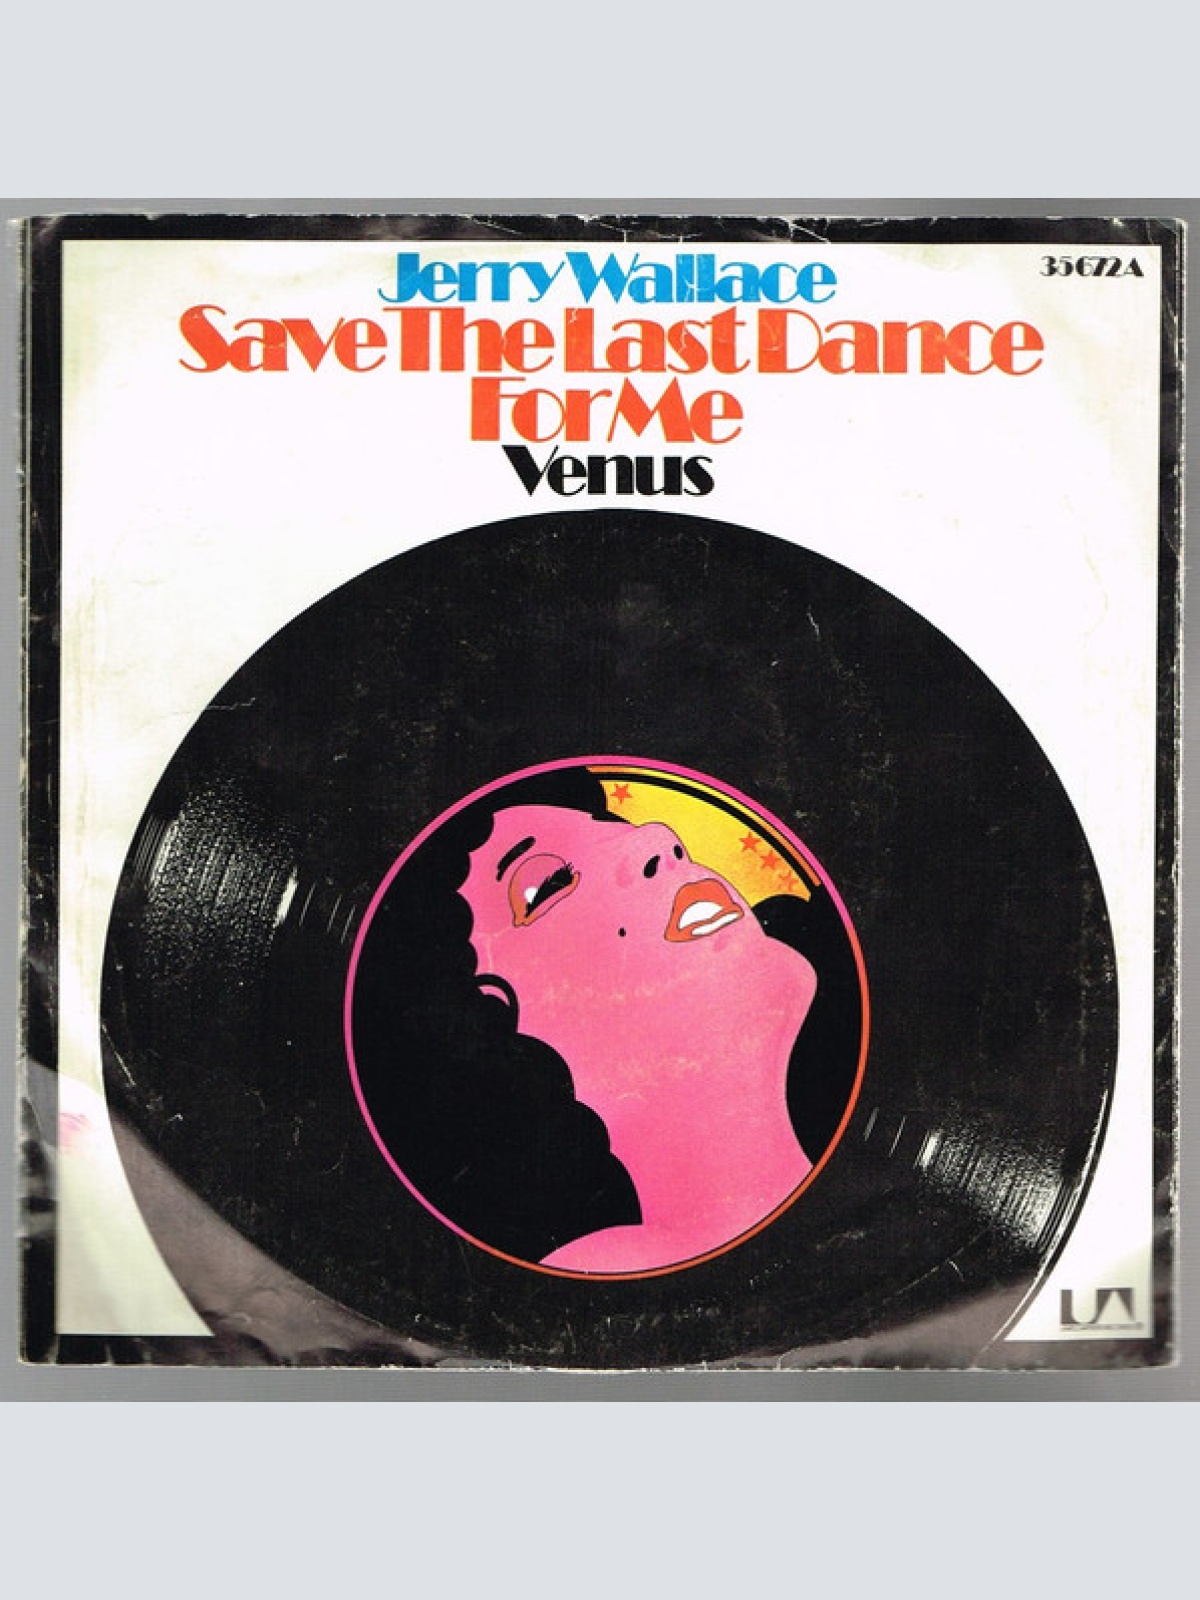 Jerry Wallace
35672A
Save The Last Dance
For Me
Venus
UA